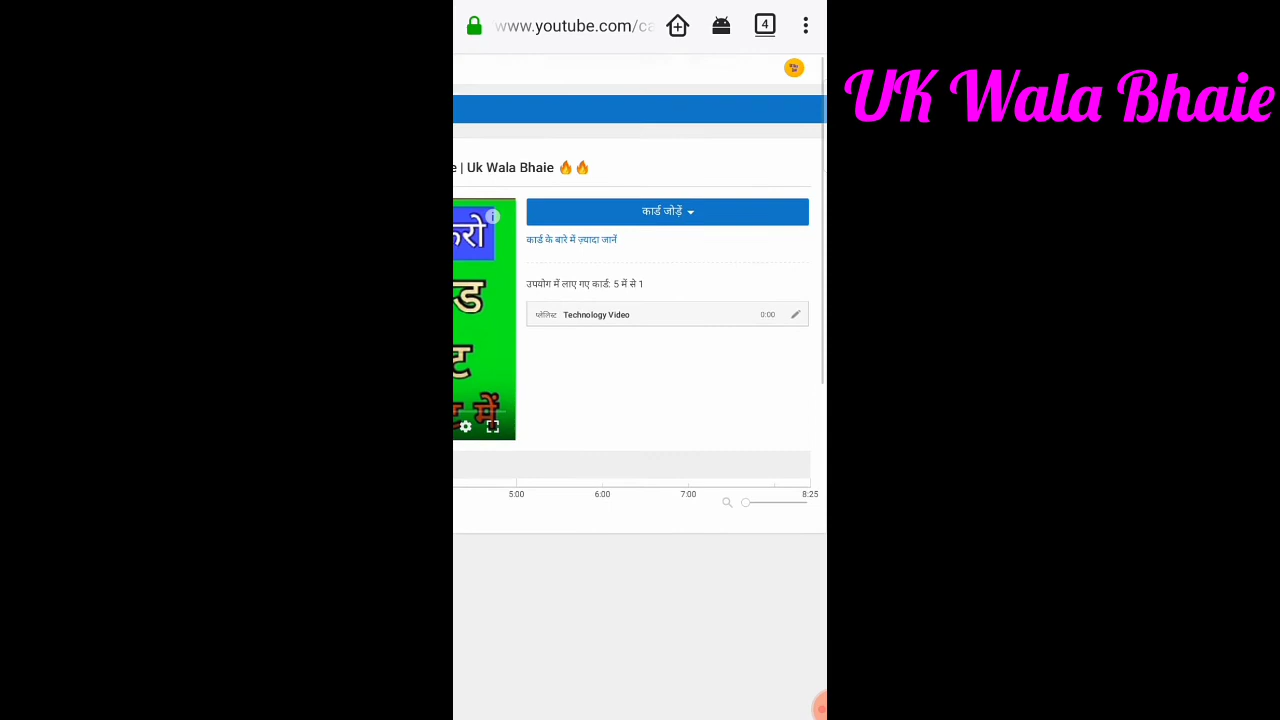 www.youtube.com/ca
4
UK Wala Bhaie
e | Uk Wala Bhaie 🔥🔥
कार्ड जोड़ें
कार्ड के बारे में ज़्यादा जानें
उपयोग में लाए गए कार्ड: 5 में से 1
प्लेलिस्ट Technology Video 0:00
5:00 6:00 7:00 8:25